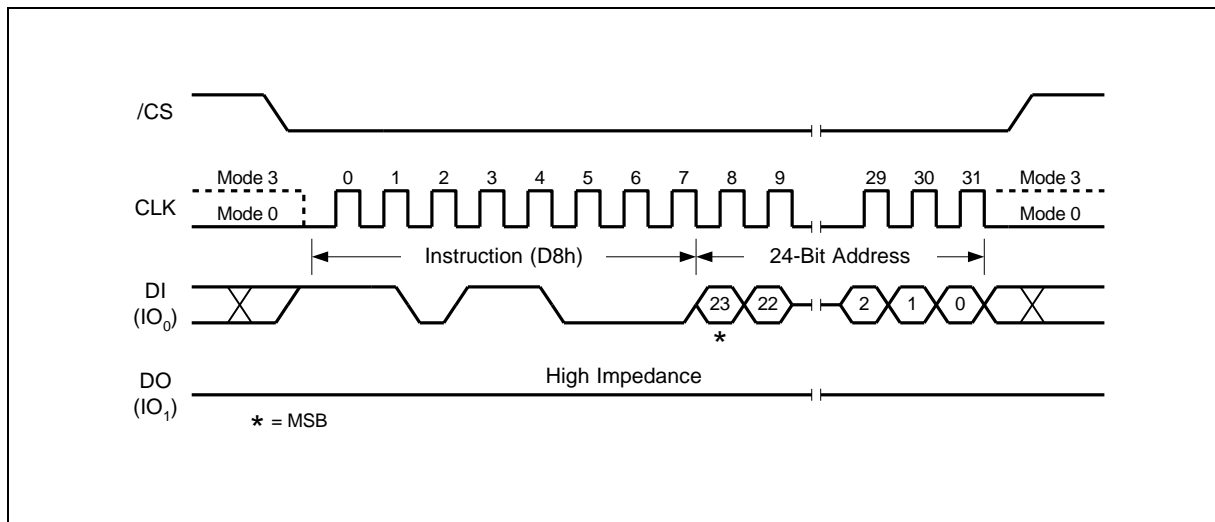 /CS
Mode 3 0 1 2 3 4 5 6 7 8 9 29 30 31 Mode 3
CLK
Mode 0 Mode 0
Instruction (D8h) 24-Bit Address
DI
(IO₀)
23 22 2 1 0
*
High Impedance
DO
(IO₁)
* = MSB